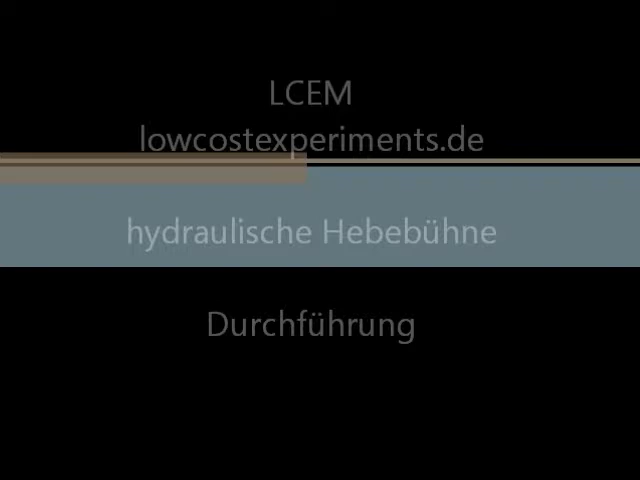 LCEM
lowcostexperiments.de
hydraulische Hebebühne
Durchführung